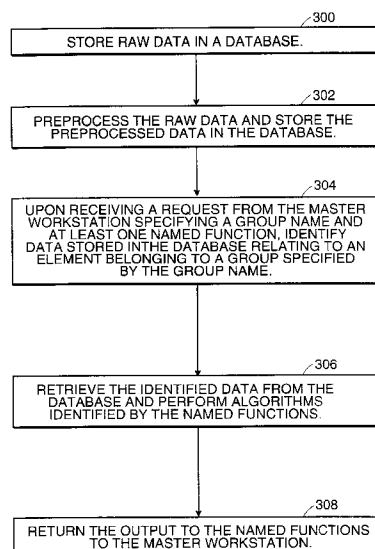 300
STORE RAW DATA IN A DATABASE.
302
PREPROCESS THE RAW DATA AND STORE THE
PREPROCESSED DATA IN THE DATABASE.
304
UPON RECEIVING A REQUEST FROM THE MASTER
WORKSTATION SPECIFYING A GROUP NAME AND
AT LEAST ONE NAMED FUNCTION, IDENTIFY
DATA STORED INTHE DATABASE RELATING TO AN
ELEMENT BELONGING TO A GROUP SPECIFIED
BY THE GROUP NAME.
306
RETRIEVE THE IDENTIFIED DATA FROM THE
DATABASE AND PERFORM ALGORITHMS
IDENTIFIED BY THE NAMED FUNCTIONS.
308
RETURN THE OUTPUT TO THE NAMED FUNCTIONS
TO THE MASTER WORKSTATION.